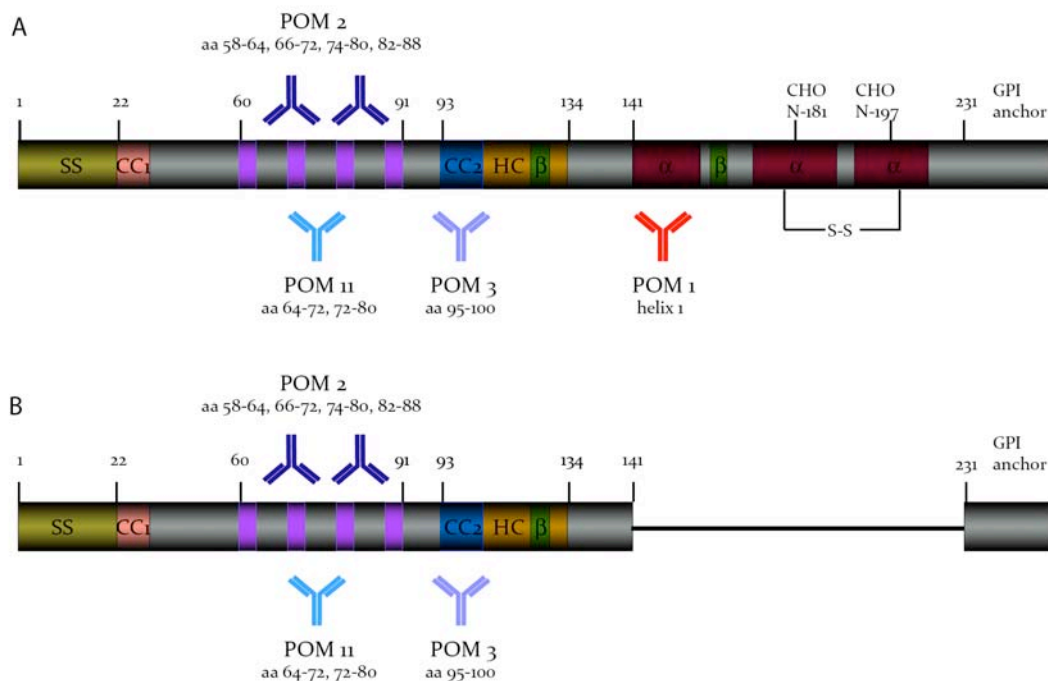 A
POM 2
aa 58-64, 66-72, 74-80, 82-88
1 22 60 91 93 134 141 CHO N-181 CHO N-197 231 GPI anchor
SS CC1 CC2 HC β α β α α
S-S
POM 11
aa 64-72, 72-80
POM 3
aa 95-100
POM 1
helix 1
B
POM 2
aa 58-64, 66-72, 74-80, 82-88
1 22 60 91 93 134 141 231 GPI anchor
SS CC1 CC2 HC β
POM 11
aa 64-72, 72-80
POM 3
aa 95-100